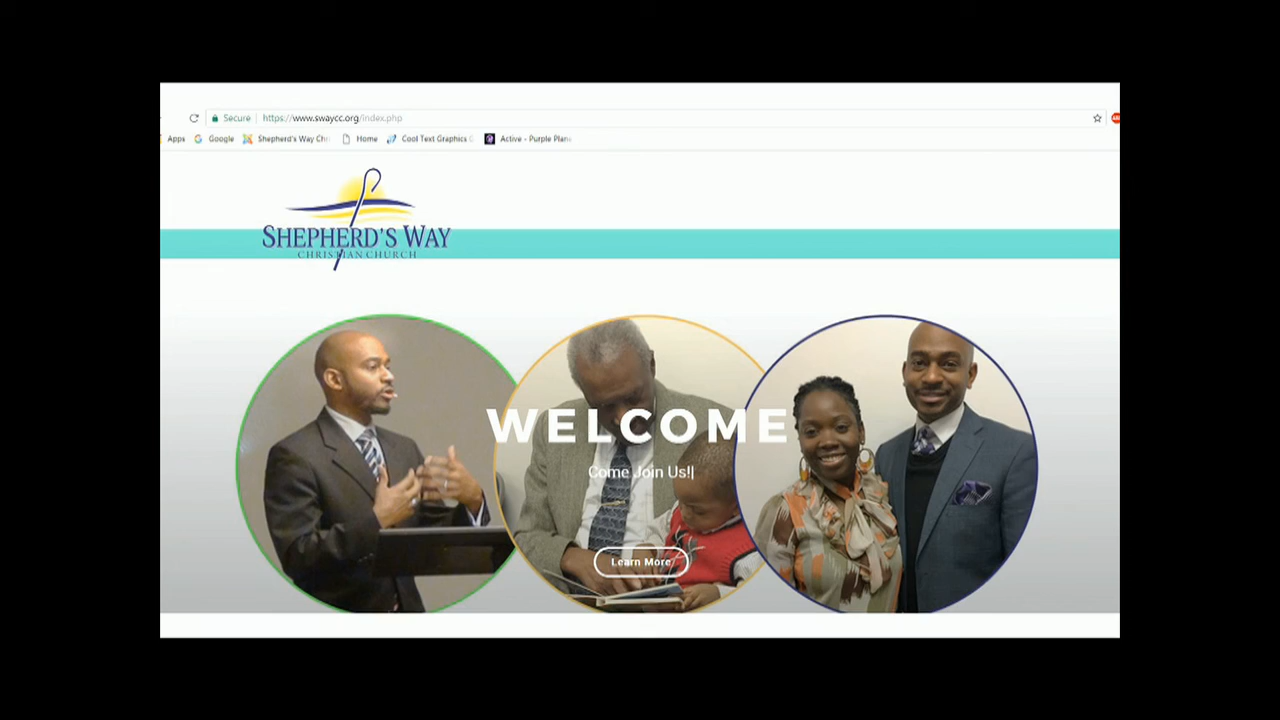 Secure https://www.swaycc.org/index.php
Apps Google Shepherd's Way Chr Home Cool Text Graphics G Active - Purple Plan
SHEPHERD'S WAY
CHRISTIAN CHURCH
WELCOME
Come Join Us!|
Learn More